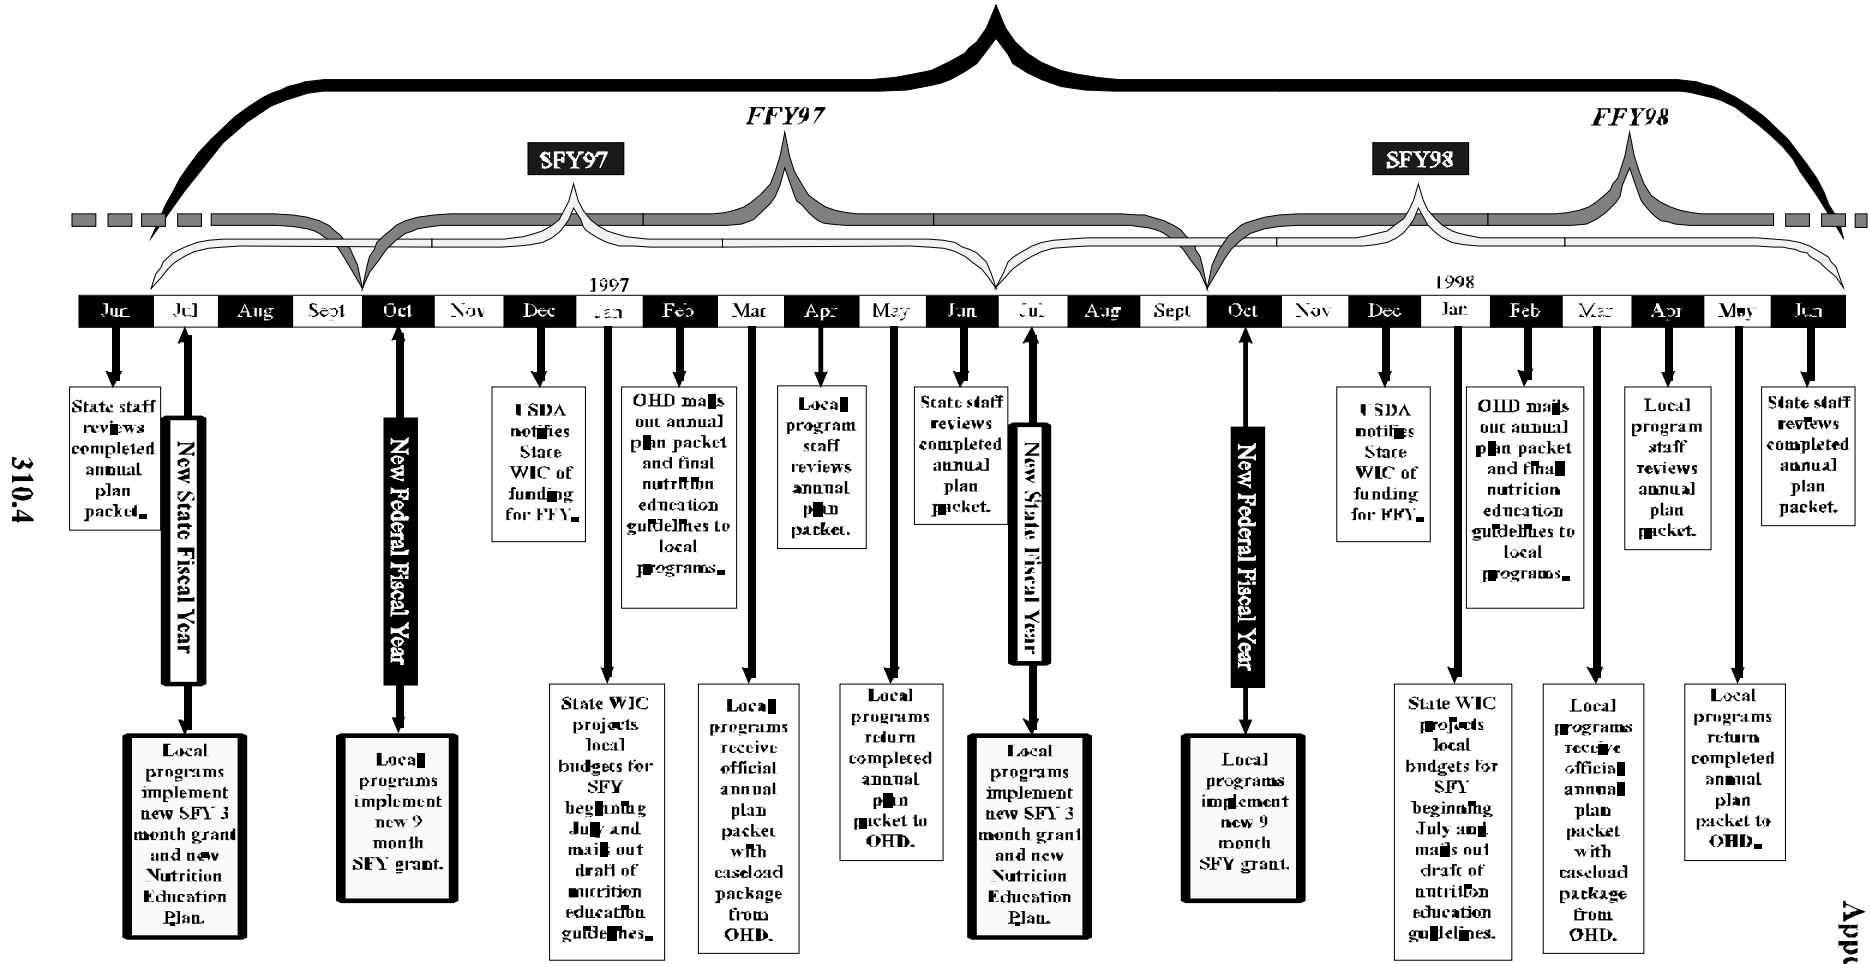 FFY97
FFY98
SFY97
SFY98
1997
1998
Jun Jul Aug Sept Oct Nov Dec Jan Feb Mar Apr May Jun Jul Aug Sept Oct Nov Dec Jan Feb Mar Apr May Jun
State staff
reviews
completed
annual
plan
packet.
USDA
notifies
State
WIC of
funding
for FFY.
OHD mails
out annual
plan packet
and final
nutrition
education
guidelines to
local
programs.
Local
program
staff
reviews
annual
plan
packet.
State staff
reviews
completed
annual
plan
packet.
USDA
notifies
State
WIC of
funding
for FFY.
OHD mails
out annual
plan packet
and final
nutrition
education
guidelines to
local
programs.
Local
program
staff
reviews
annual
plan
packet.
State staff
reviews
completed
annual
plan
packet.
New State Fiscal Year
New Federal Fiscal Year
New State Fiscal Year
New Federal Fiscal Year
Local
programs
implement
new SFY 3
month grant
and new
Nutrition
Education
Plan.
Local
programs
implement
new 9
month
SFY grant.
State WIC
projects
local
budgets for
SFY
beginning
July and
mails out
draft of
nutrition
education
guidelines.
Local
programs
receive
official
annual
plan
packet
with
caseload
package
from
OHD.
Local
programs
return
completed
annual
plan
packet to
OHD.
Local
programs
implement
new SFY 3
month grant
and new
Nutrition
Education
Plan.
Local
programs
implement
new 9
month
SFY grant.
State WIC
projects
local
budgets for
SFY
beginning
July and
mails out
draft of
nutrition
education
guidelines.
Local
programs
receive
official
annual
plan
packet
with
caseload
package
from
OHD.
Local
programs
return
completed
annual
plan
packet to
OHD.
310.4